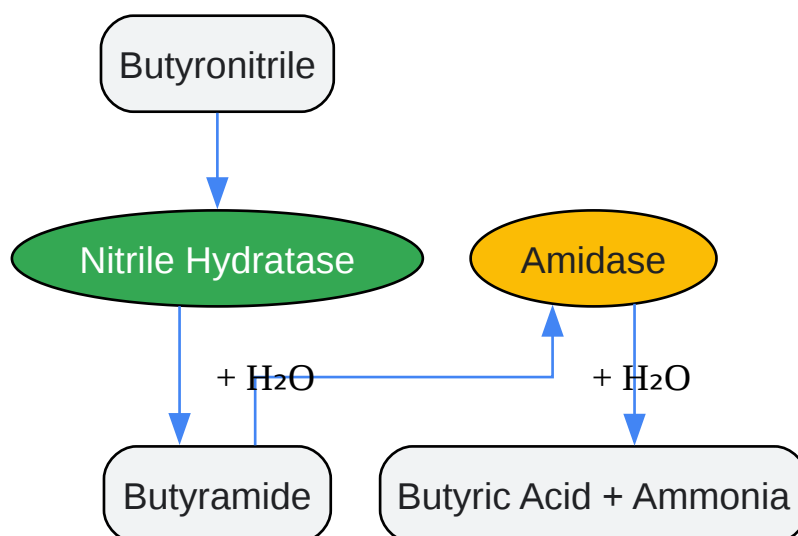 Butyronitrile
Nitrile Hydratase
Amidase
+ H₂O
+ H₂O
Butyramide
Butyric Acid + Ammonia